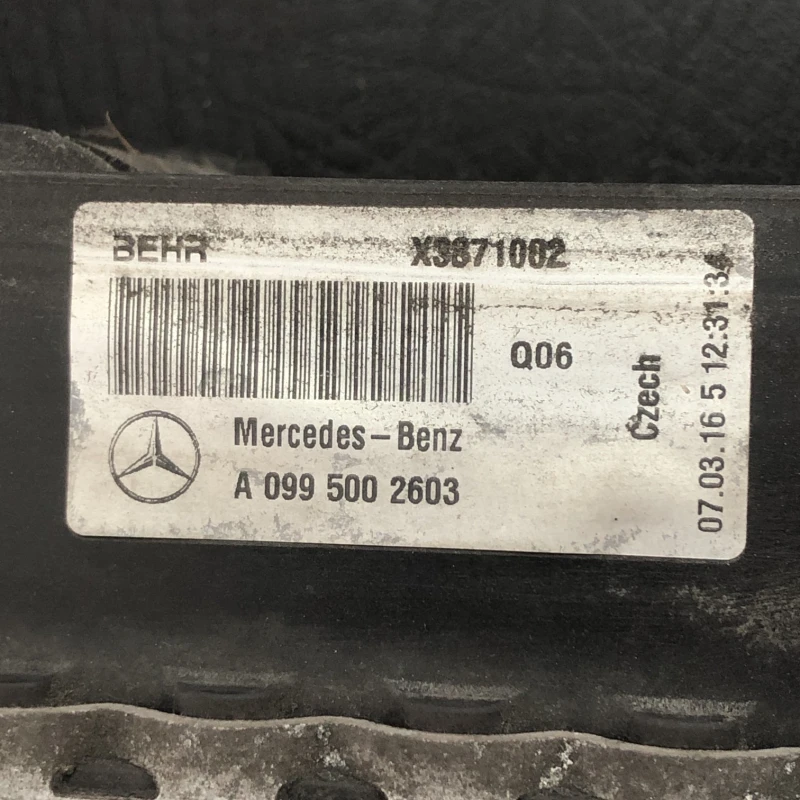 BEHR X3871002
Q06
Mercedes-Benz
A 099 500 2603
Czech
07.03.16 5 12:31:34